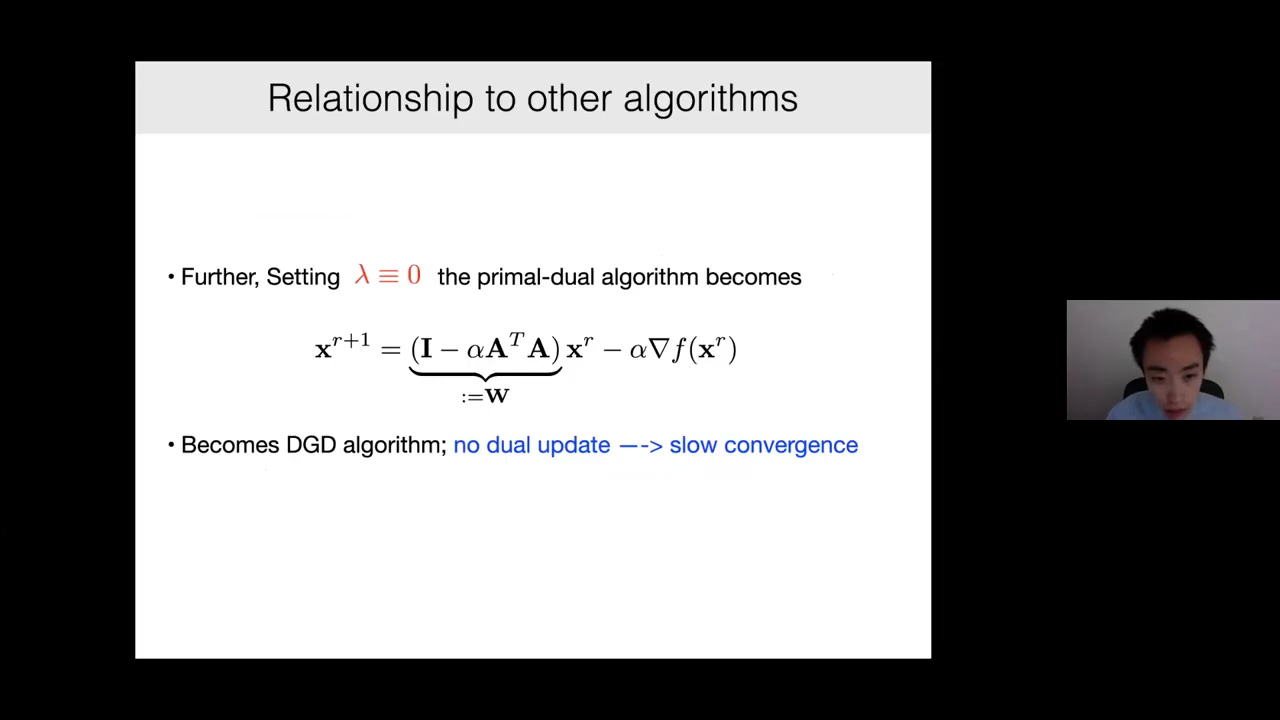 Relationship to other algorithms
• Further, Setting λ ≡ 0 the primal-dual algorithm becomes
x^{r+1} = (I − αA^T A) x^r − α∇f(x^r)
:=W
• Becomes DGD algorithm; no dual update —-> slow convergence